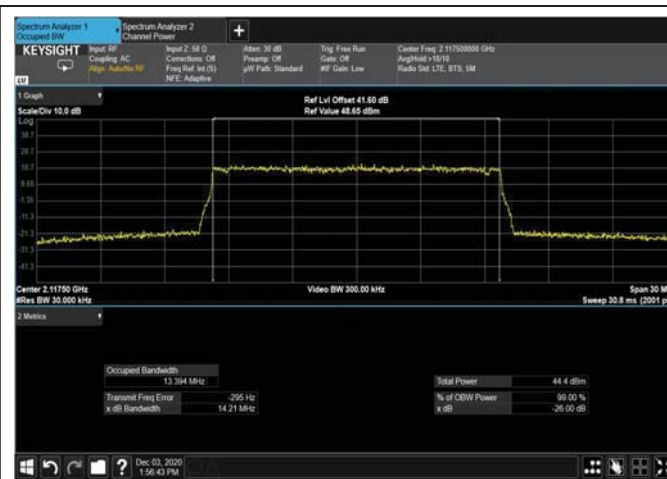 Spectrum Analyzer 1
Occupied BW
Spectrum Analyzer 2
Channel Power
+
KEYSIGHT
Input: RF
Coupling: AC
Align: Auto/No RF
Input Z: 50 Ω
Corrections: Off
Freq Ref: Int (S)
NFE: Adaptive
Atten: 30 dB
Preamp: Off
µW Path: Standard
Trig: Free Run
Gate: Off
#IF Gain: Low
Center Freq: 2.117500000 GHz
Avg|Hold:>10/10
Radio Std: LTE, BTS, 5M
LU
1 Graph
Scale/Div 10.0 dB
Ref Lvl Offset 41.60 dB
Ref Value 48.65 dBm
Log
38.7
28.7
18.7
8.65
-1.35
-11.3
-21.3
-31.3
-41.3
Center 2.11750 GHz
#Res BW 30.000 kHz
Video BW 300.00 kHz
Span 30 M
Sweep 30.8 ms (2001 p
2 Metrics
Occupied Bandwidth
13.394 MHz
Transmit Freq Error -295 Hz
x dB Bandwidth 14.21 MHz
Total Power 44.4 dBm
% of OBW Power 99.00 %
x dB -26.00 dB
?
Dec 03, 2020
1:56:43 PM